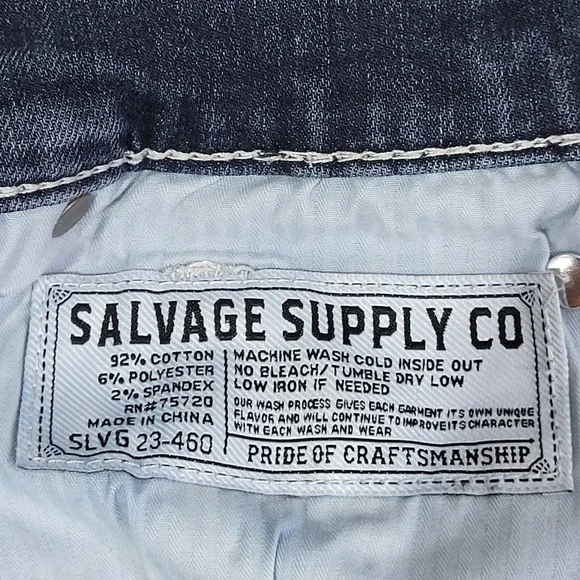 SALVAGE SUPPLY CO
92% COTTON
6% POLYESTER
2% SPANDEX
RN#75720
MADE IN CHINA
SLVG 23-460
MACHINE WASH COLD INSIDE OUT
NO BLEACH/TUMBLE DRY LOW
LOW IRON IF NEEDED
OUR WASH PROCESS GIVES EACH GARMENT ITS OWN UNIQUE
FLAVOR AND WILL CONTINUE TO IMPROVE ITS CHARACTER
WITH EACH WASH AND WEAR
PRIDE OF CRAFTSMANSHIP